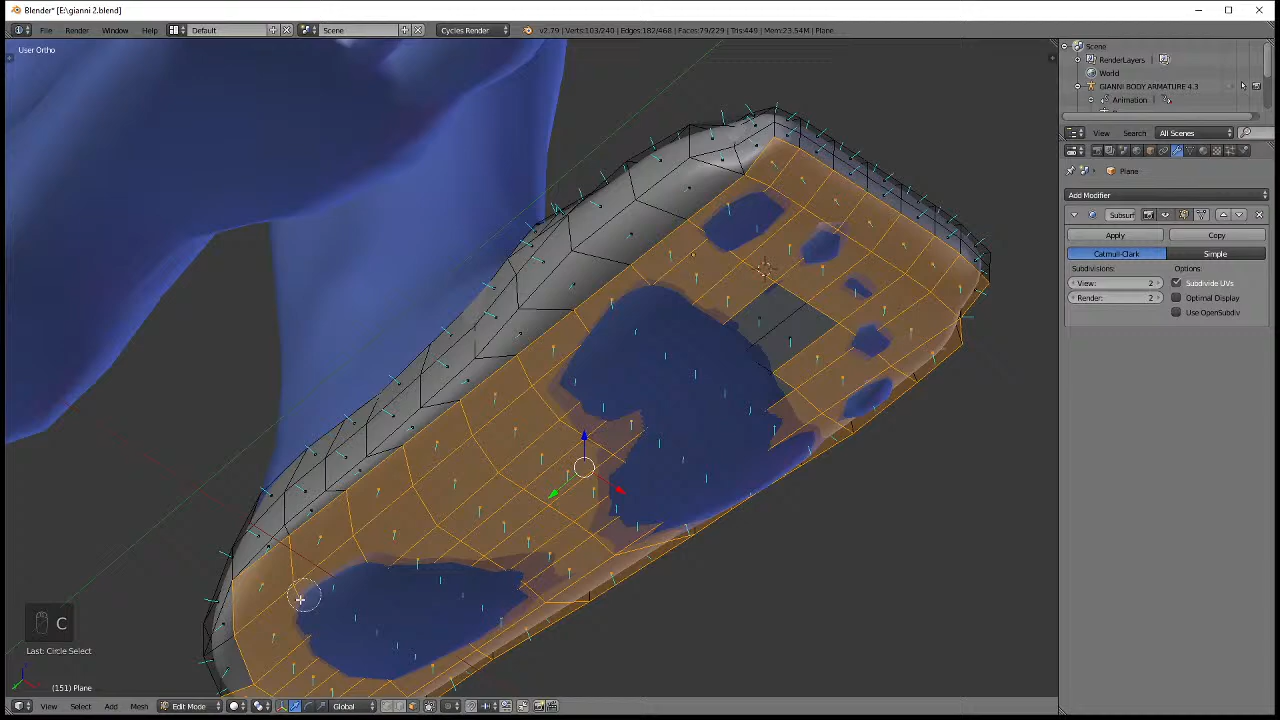 Blender* [E:\gianni 2.blend]
File Render Window Help Default Scene Cycles Render v2.79 | Verts:103/240 | Edges:182/468 | Faces:79/229 | Tris:449 | Mem:23.54M | Plane
User Ortho
Scene
RenderLayers
World
GIANNI BODY ARMATURE 4.3
Animation
View Search All Scenes
Plane
Add Modifier
Subsurf
Apply Copy
Catmull-Clark Simple
Subdivisions: Options
View: 2 Subdivide UVs
Render: 2 Optimal Display
Use OpenSubdiv
C
Last: Circle Select
(151) Plane
View Select Add Mesh Edit Mode Global